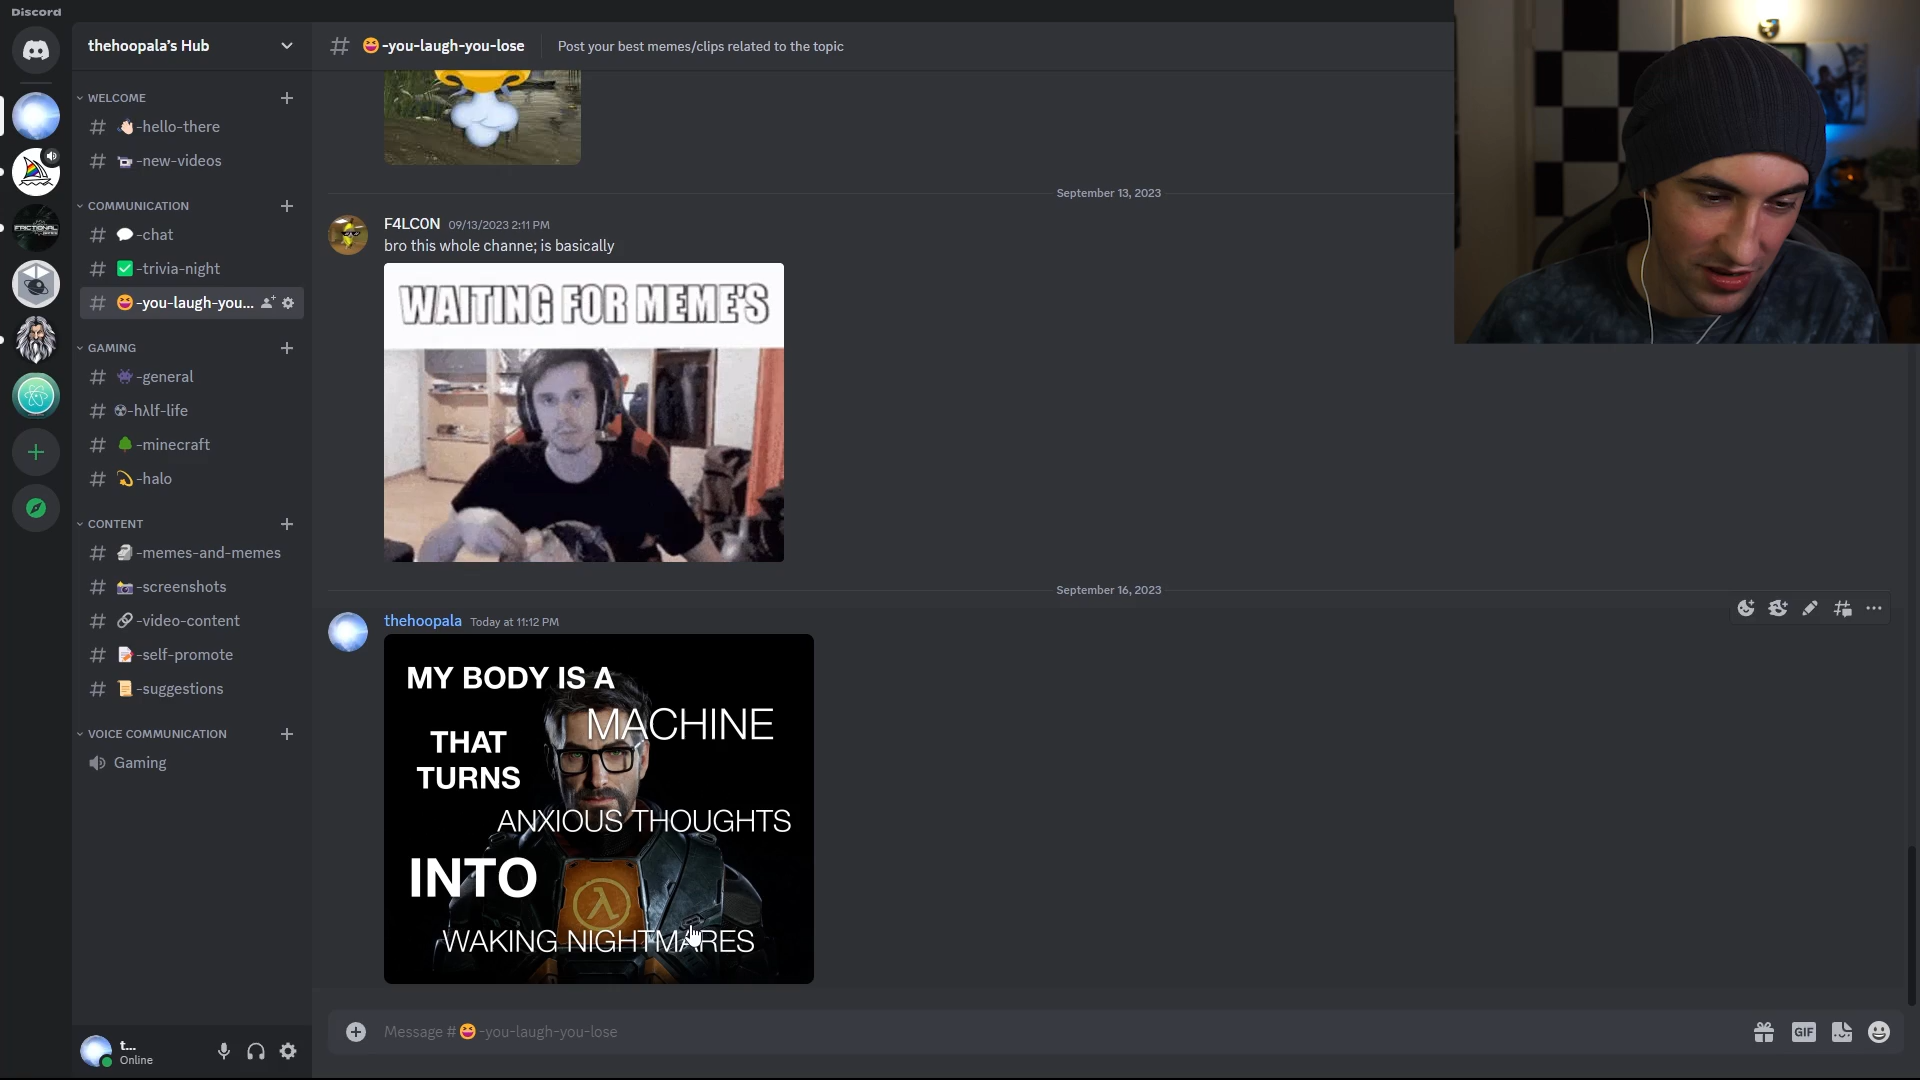 Discord
thehoopala's Hub
😆-you-laugh-you-lose
Post your best memes/clips related to the topic
WELCOME
👋🏻-hello-there
📹-new-videos
COMMUNICATION
💬-chat
✅-trivia-night
😆-you-laugh-you...
GAMING
👾-general
☢-hλlf-life
🌳-minecraft
💫-halo
CONTENT
🗿-memes-and-memes
📸-screenshots
🔗-video-content
📝-self-promote
📜-suggestions
VOICE COMMUNICATION
Gaming
t...
Online
FRICTIONAL
September 13, 2023
F4LC0N 09/13/2023 2:11 PM
bro this whole channe; is basically
WAITING FOR MEME'S
September 16, 2023
thehoopala Today at 11:12 PM
MY BODY IS A
MACHINE
THAT
TURNS
ANXIOUS THOUGHTS
INTO
WAKING NIGHTMARES
Message #😆-you-laugh-you-lose
GIF